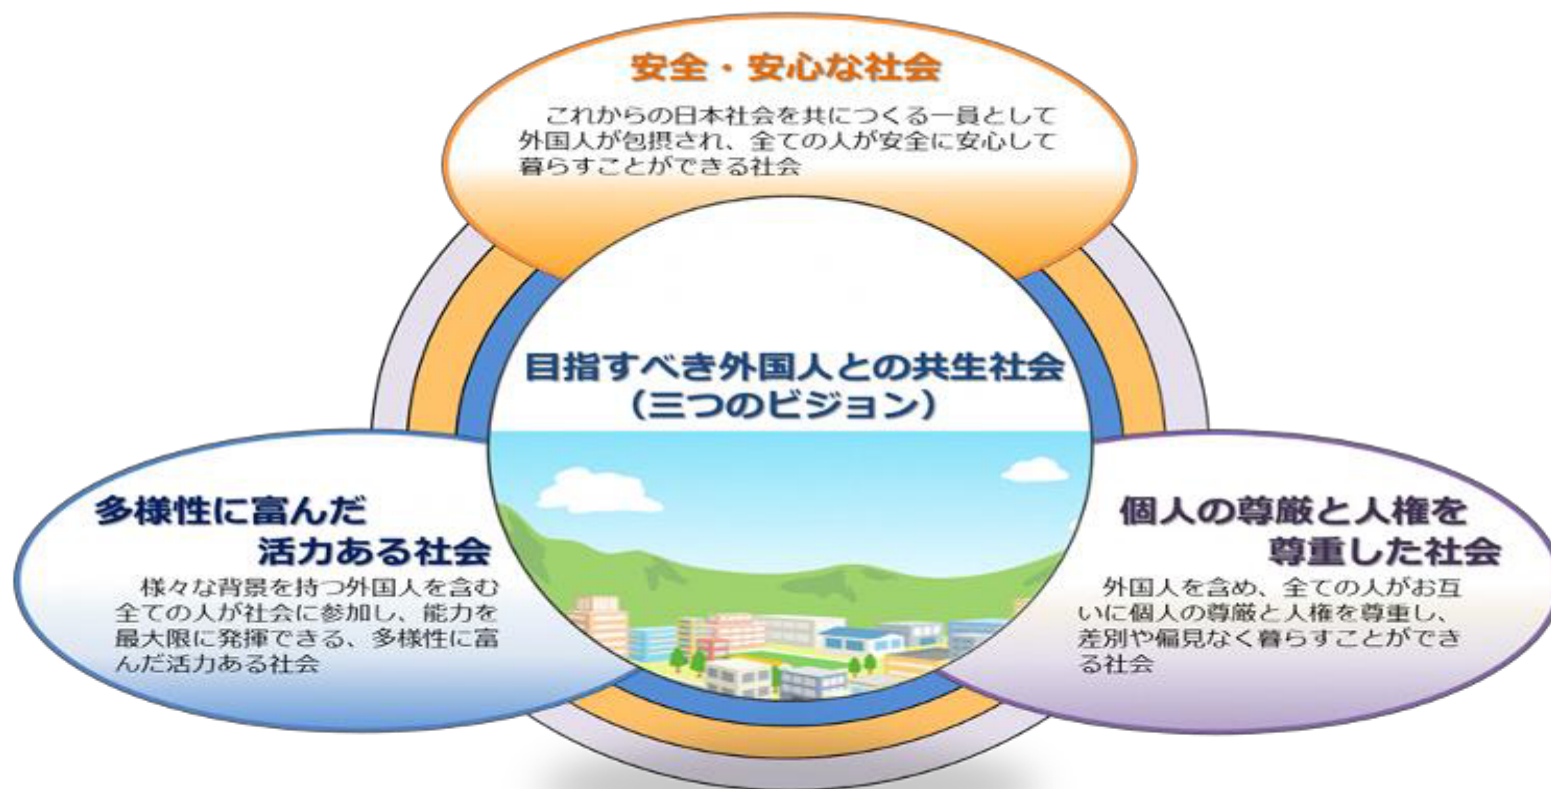 安全・安心な社会
これからの日本社会を共につくる一員として
外国人が包摂され、全ての人が安全に安心して
暮らすことができる社会
目指すべき外国人との共生社会
（三つのビジョン）
多様性に富んだ
活力ある社会
様々な背景を持つ外国人を含む
全ての人が社会に参加し、能力を
最大限に発揮できる、多様性に富
んだ活力ある社会
個人の尊厳と人権を
尊重した社会
外国人を含め、全ての人がお互
いに個人の尊厳と人権を尊重し、
差別や偏見なく暮らすことができ
る社会